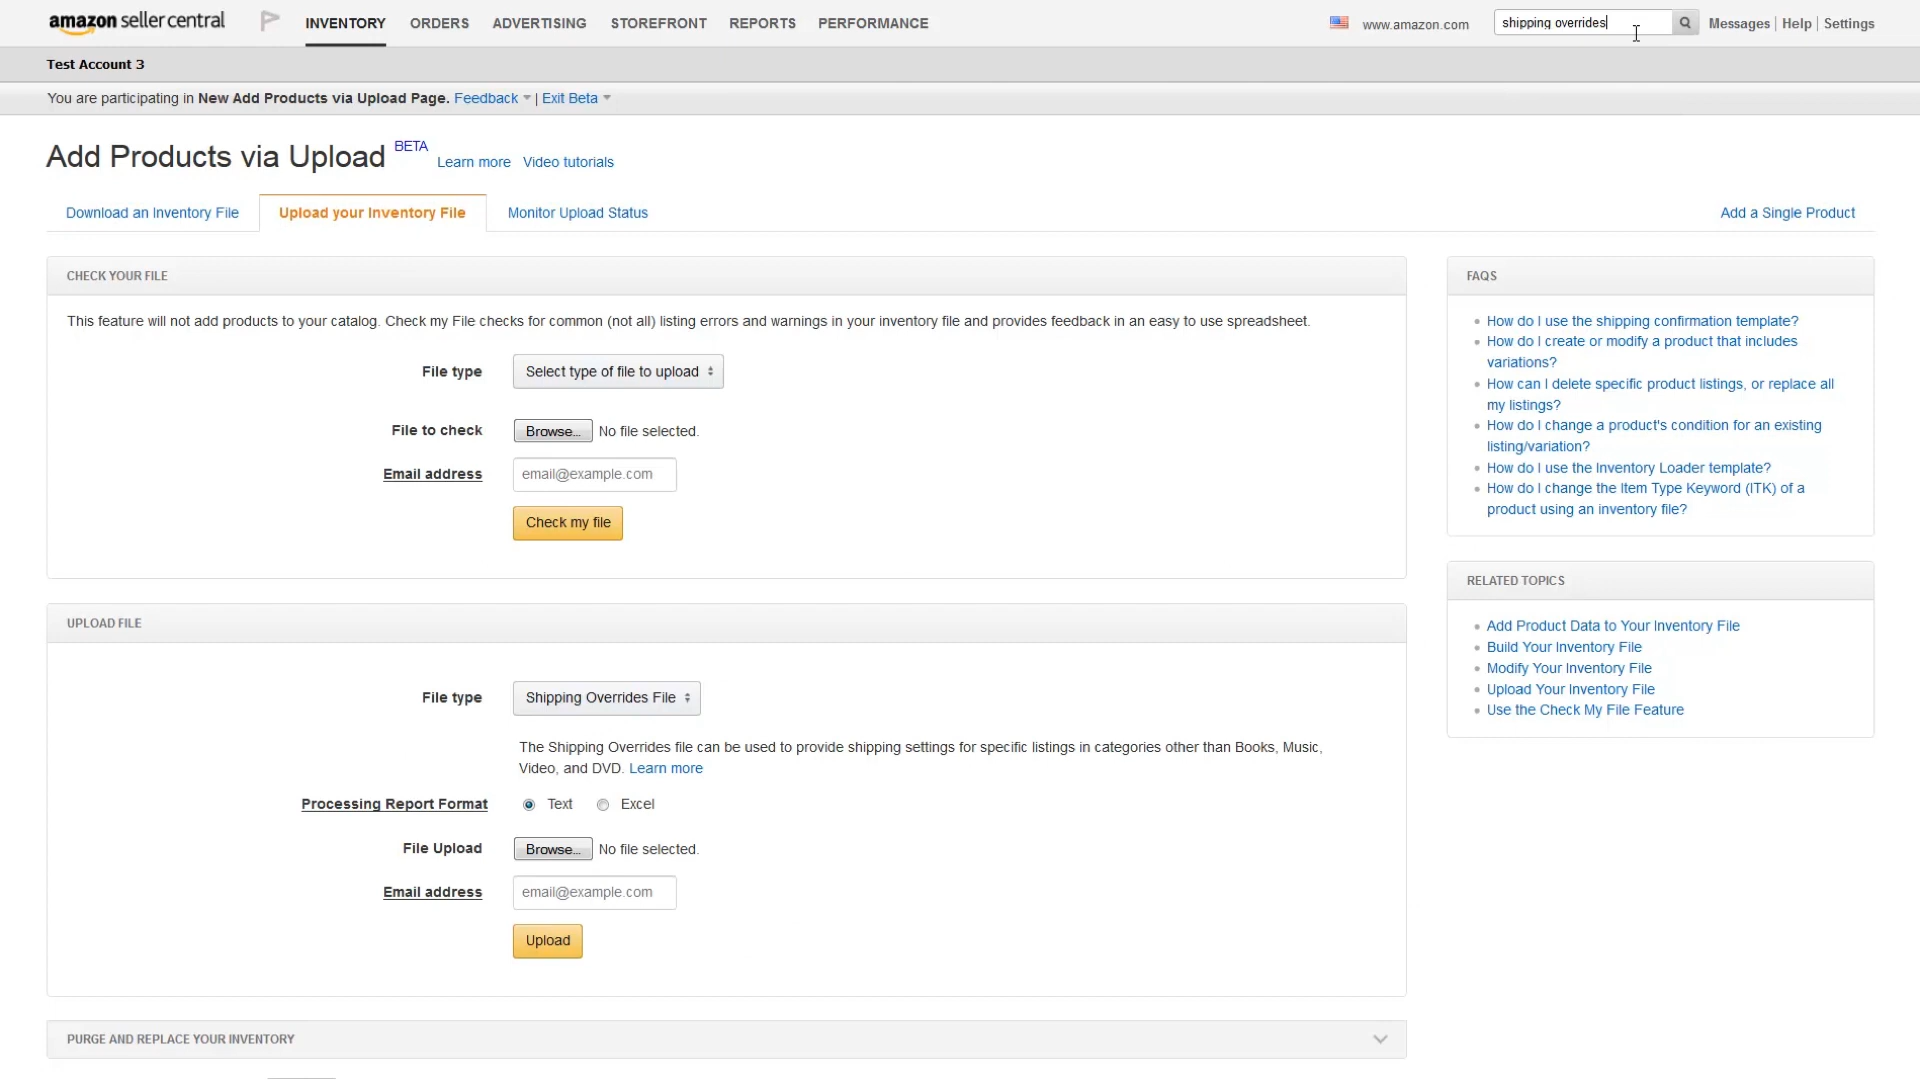 amazon seller central INVENTORY ORDERS ADVERTISING STOREFRONT REPORTS PERFORMANCE www.amazon.com shipping overrides Messages | Help | Settings
Test Account 3
You are participating in New Add Products via Upload Page. Feedback | Exit Beta
Add Products via Upload BETA Learn more Video tutorials
Download an Inventory File Upload your Inventory File Monitor Upload Status Add a Single Product
CHECK YOUR FILE
This feature will not add products to your catalog. Check my File checks for common (not all) listing errors and warnings in your inventory file and provides feedback in an easy to use spreadsheet.
File type Select type of file to upload
File to check Browse... No file selected.
Email address email@example.com
Check my file
UPLOAD FILE
File type Shipping Overrides File
The Shipping Overrides file can be used to provide shipping settings for specific listings in categories other than Books, Music,
Video, and DVD. Learn more
Processing Report Format Text Excel
File Upload Browse... No file selected.
Email address email@example.com
Upload
PURGE AND REPLACE YOUR INVENTORY
FAQS
How do I use the shipping confirmation template?
How do I create or modify a product that includes
variations?
How can I delete specific product listings, or replace all
my listings?
How do I change a product's condition for an existing
listing/variation?
How do I use the Inventory Loader template?
How do I change the Item Type Keyword (ITK) of a
product using an inventory file?
RELATED TOPICS
Add Product Data to Your Inventory File
Build Your Inventory File
Modify Your Inventory File
Upload Your Inventory File
Use the Check My File Feature